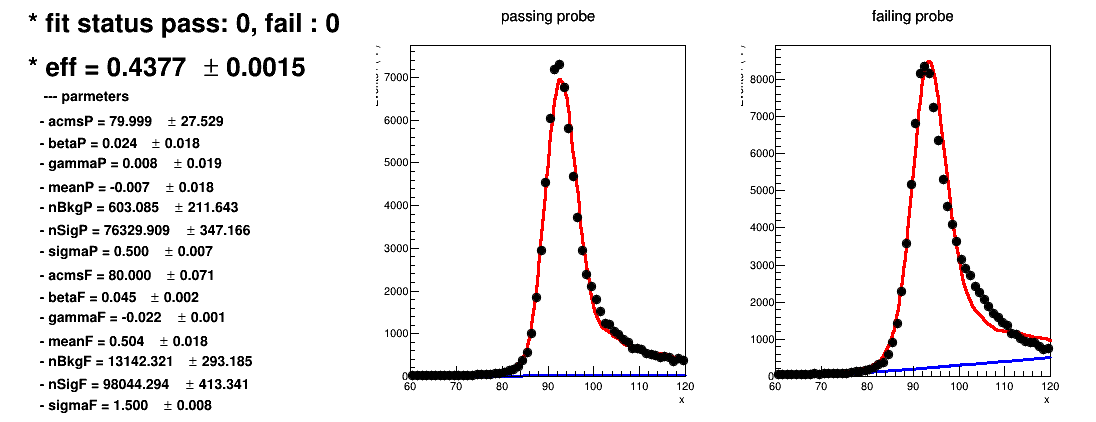 * fit status pass: 0, fail : 0
* eff = 0.4377 ± 0.0015
--- parmeters
- acmsP = 79.999 ± 27.529
- betaP = 0.024 ± 0.018
- gammaP = 0.008 ± 0.019
- meanP = -0.007 ± 0.018
- nBkgP = 603.085 ± 211.643
- nSigP = 76329.909 ± 347.166
- sigmaP = 0.500 ± 0.007
- acmsF = 80.000 ± 0.071
- betaF = 0.045 ± 0.002
- gammaF = -0.022 ± 0.001
- meanF = 0.504 ± 0.018
- nBkgF = 13142.321 ± 293.185
- nSigF = 98044.294 ± 413.341
- sigmaF = 1.500 ± 0.008
passing probe
7000
6000
5000
4000
3000
2000
1000
0
60 70 80 90 100 110 120
x
failing probe
8000
7000
6000
5000
4000
3000
2000
1000
0
60 70 80 90 100 110 120
x